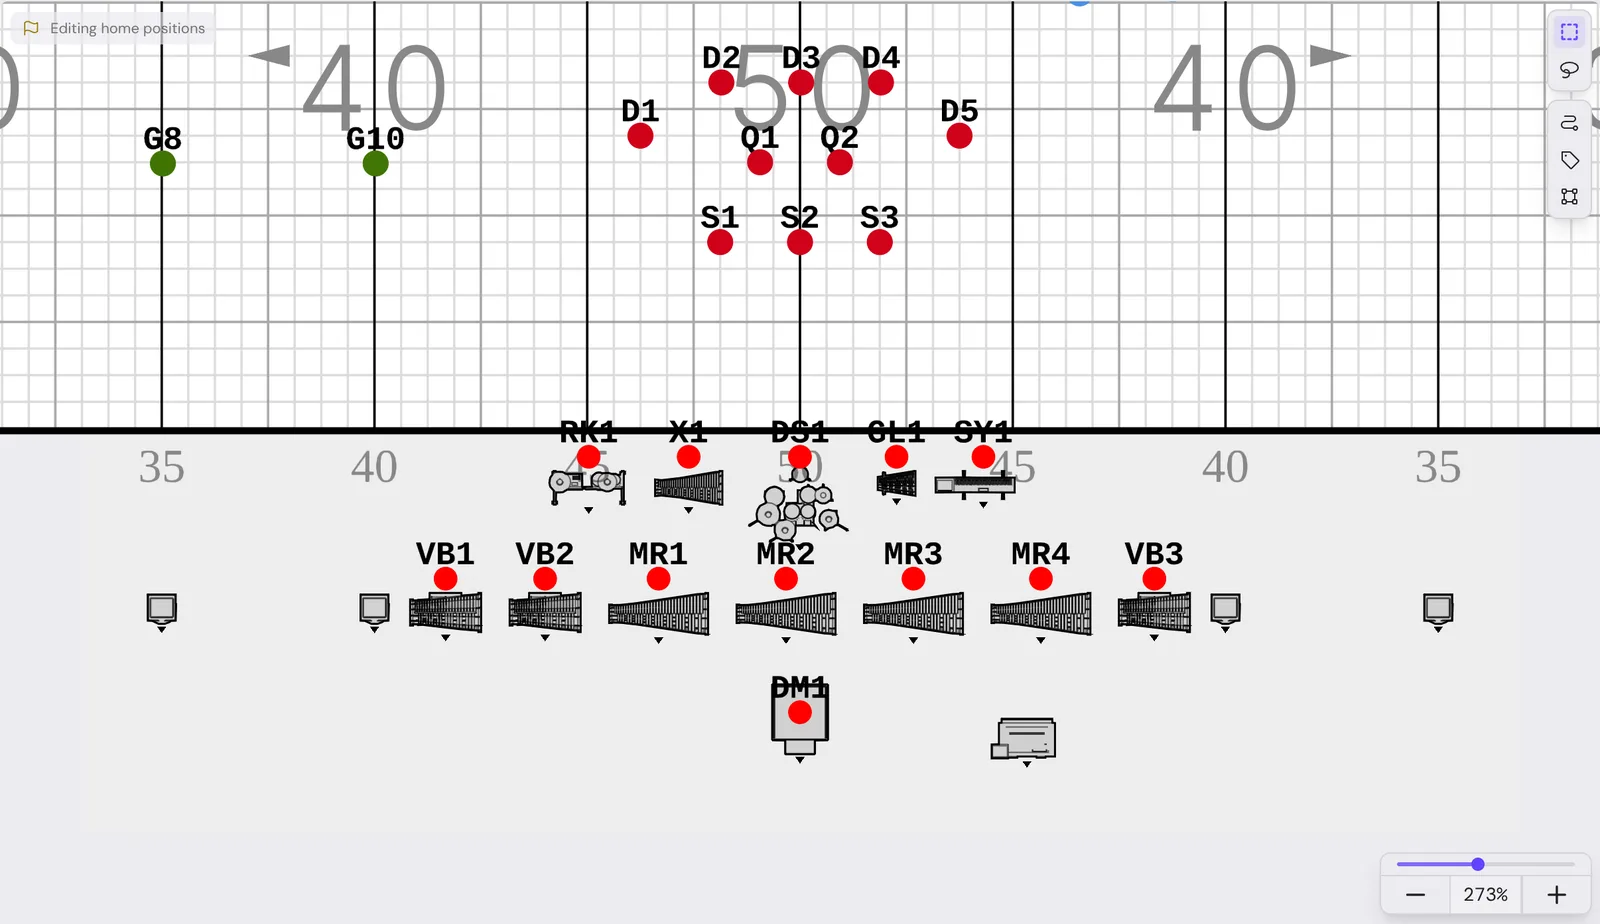 Editing home positions
40 50 40
D2 D3 D4
D1 D5
G8 G10 Q1 Q2
S1 S2 S3
RK1 X1 DS1 GL1 SY1
35 40 45 50 45 40 35
VB1 VB2 MR1 MR2 MR3 MR4 VB3
DM1
273%